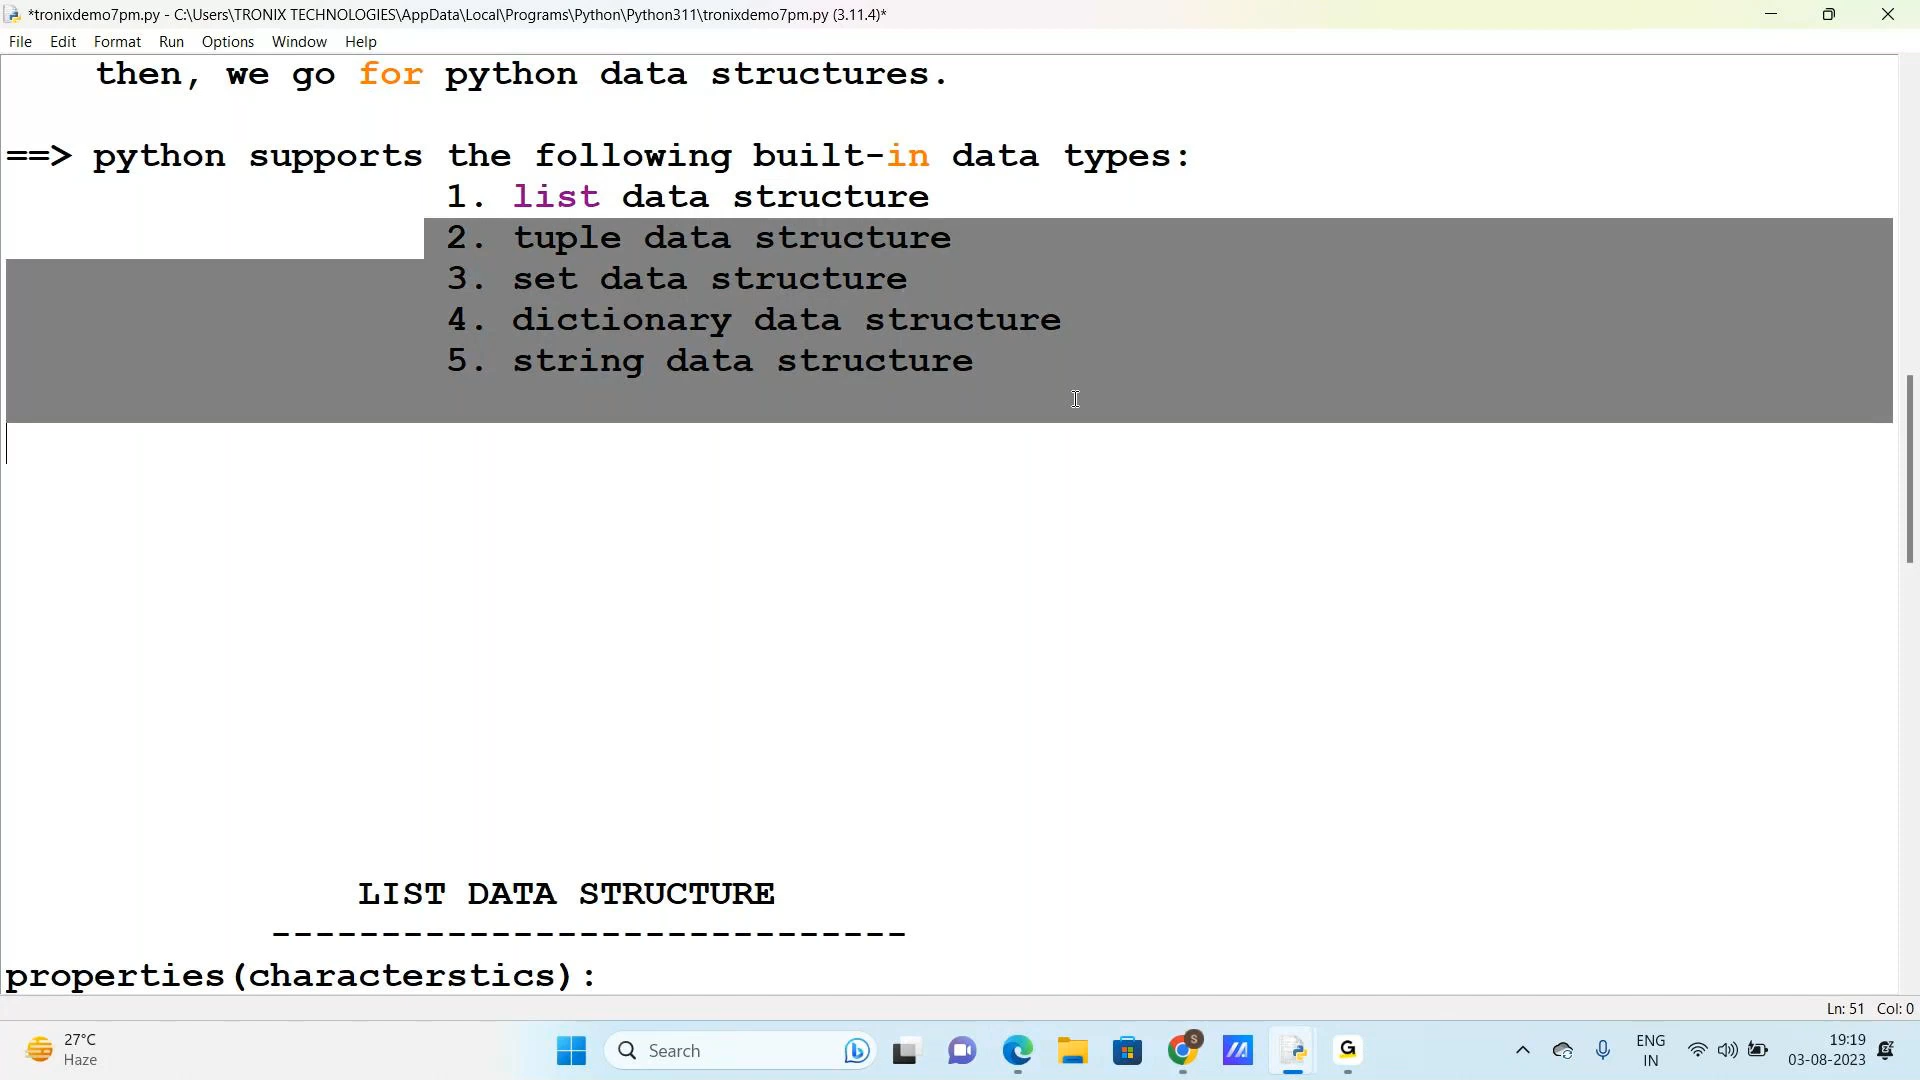 *tronixdemo7pm.py - C:\Users\TRONIX TECHNOLOGIES\AppData\Local\Programs\Python\Python311\tronixdemo7pm.py (3.11.4)*
File Edit Format Run Options Window Help
then, we go for python data structures.
==> python supports the following built-in data types:
1. list data structure
2. tuple data structure
3. set data structure
4. dictionary data structure
5. string data structure
LIST DATA STRUCTURE
-----------------------------
properties(characterstics):
Ln: 51 Col: 0
27°C
Haze
Search
S
G
ENG
IN
19:19
03-08-2023